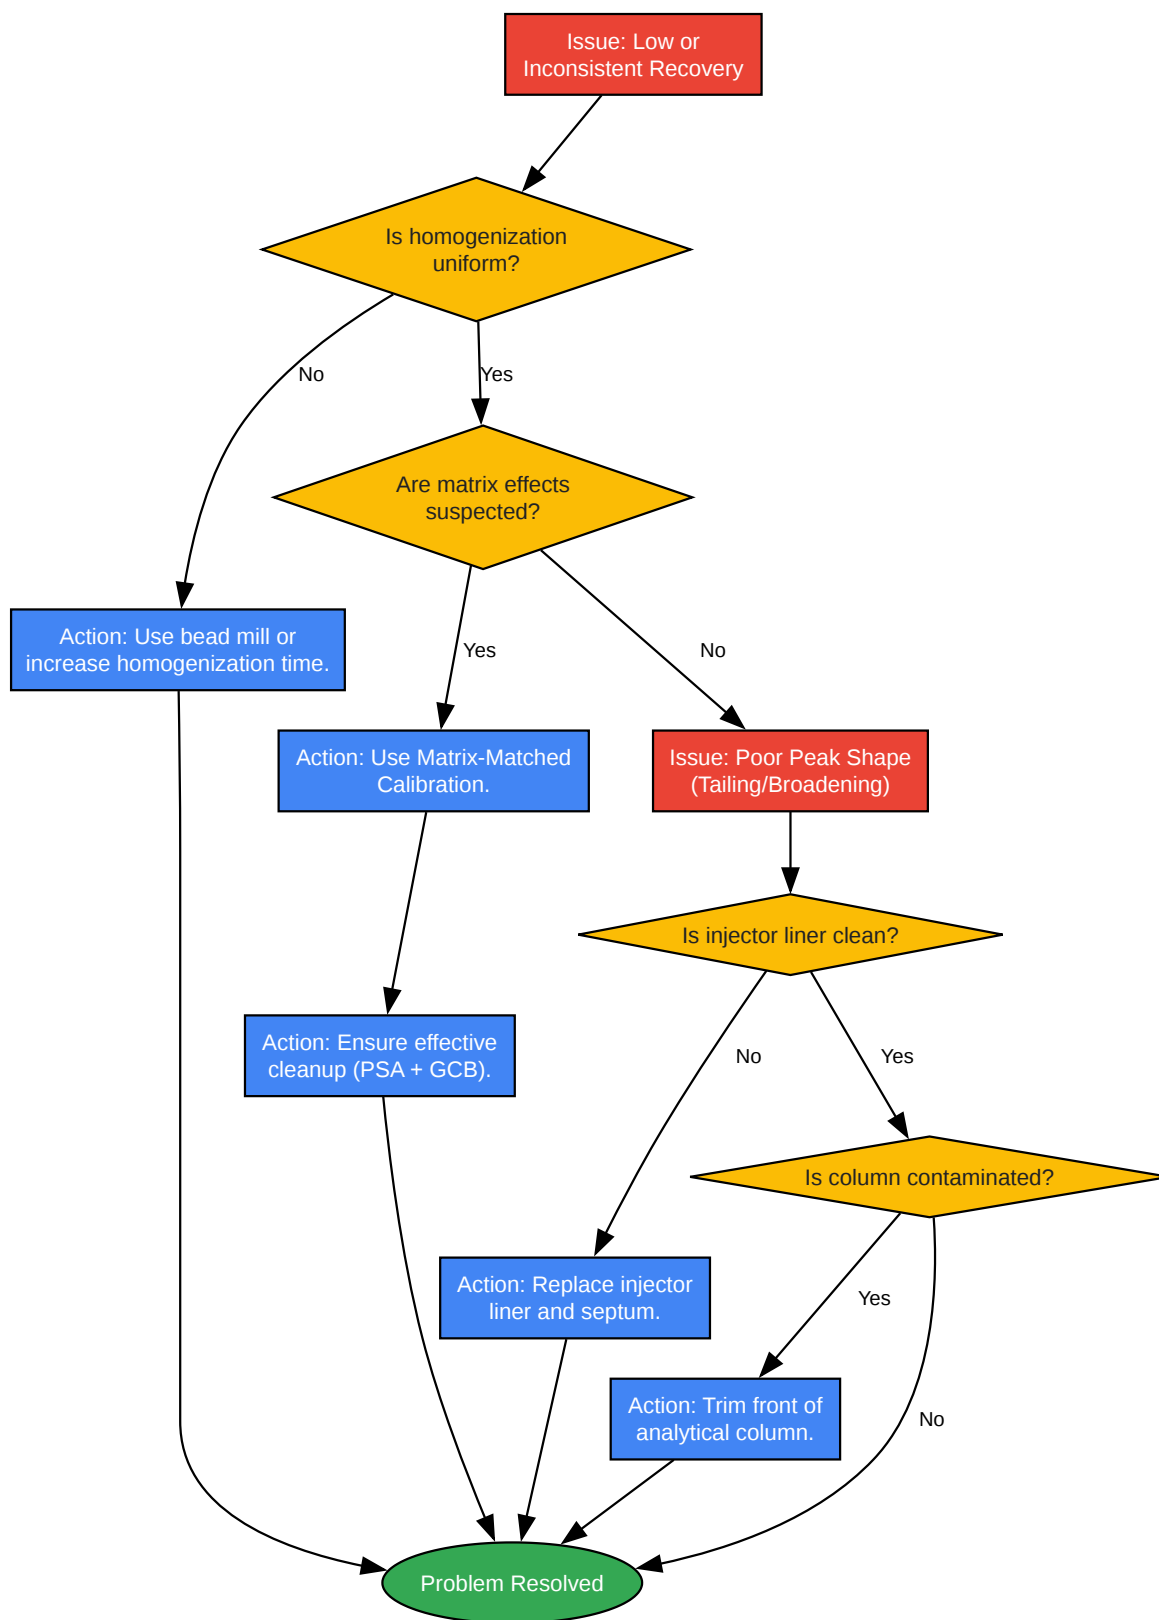 Issue: Low or
Inconsistent Recovery
Is homogenization
uniform?
No
Yes
Are matrix effects
suspected?
Action: Use bead mill or
increase homogenization time.
Yes
No
Action: Use Matrix-Matched
Calibration.
Issue: Poor Peak Shape
(Tailing/Broadening)
Is injector liner clean?
Action: Ensure effective
cleanup (PSA + GCB).
No
Yes
Is column contaminated?
Action: Replace injector
liner and septum.
Yes
Action: Trim front of
analytical column.
No
Problem Resolved